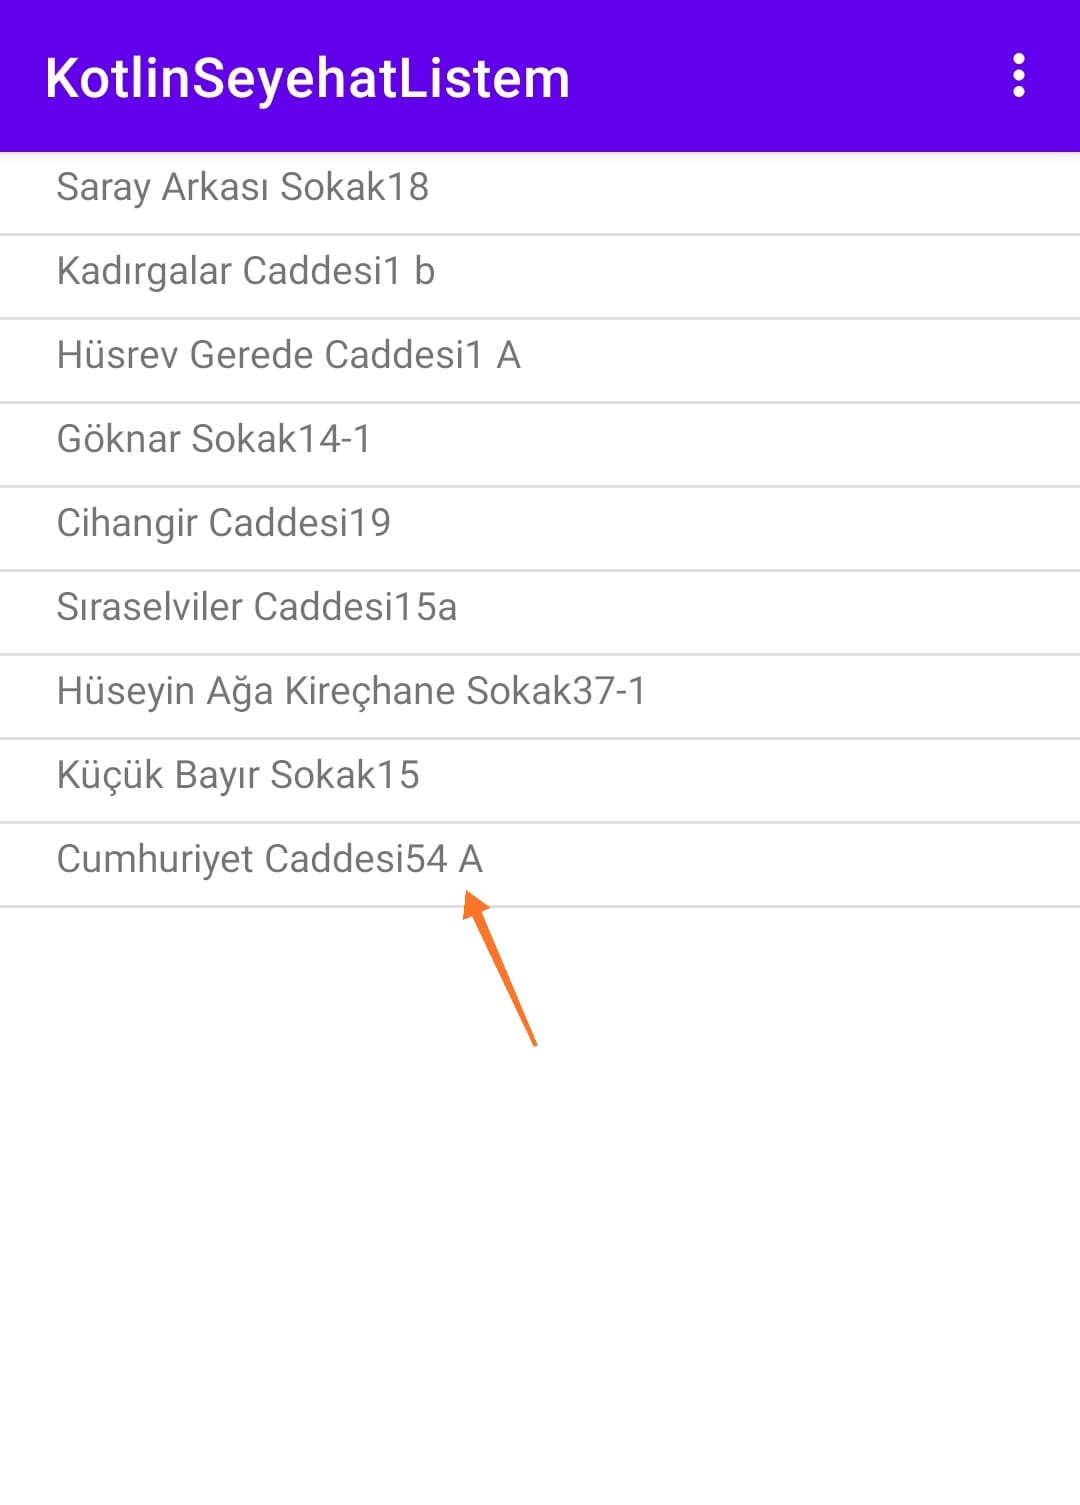 KotlinSeyehatListem
Saray Arkası Sokak18
Kadırgalar Caddesi1 b
Hüsrev Gerede Caddesi1 A
Göknar Sokak14-1
Cihangir Caddesi19
Sıraselviler Caddesi15a
Hüseyin Ağa Kireçhane Sokak37-1
Küçük Bayır Sokak15
Cumhuriyet Caddesi54 A